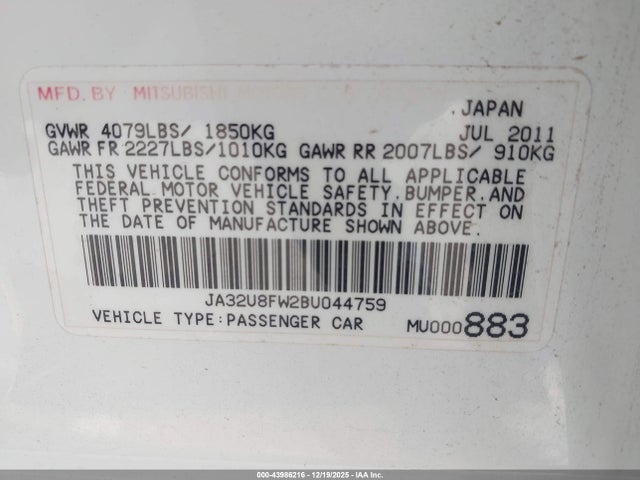 MFD. BY MITSUBISHI MOTORS
JAPAN
GVWR 4079LBS/ 1850KG JUL 2011
GAWR FR 2227LBS/1010KG GAWR RR 2007LBS/ 910KG
THIS VEHICLE CONFORMS TO ALL APPLICABLE
FEDERAL MOTOR VEHICLE SAFETY, BUMPER, AND
THEFT PREVENTION STANDARDS IN EFFECT ON
THE DATE OF MANUFACTURE SHOWN ABOVE.
JA32U8FW2BU044759
VEHICLE TYPE:PASSENGER CAR MU000883
000-43986216 - 12/19/2025 - IAA Inc.